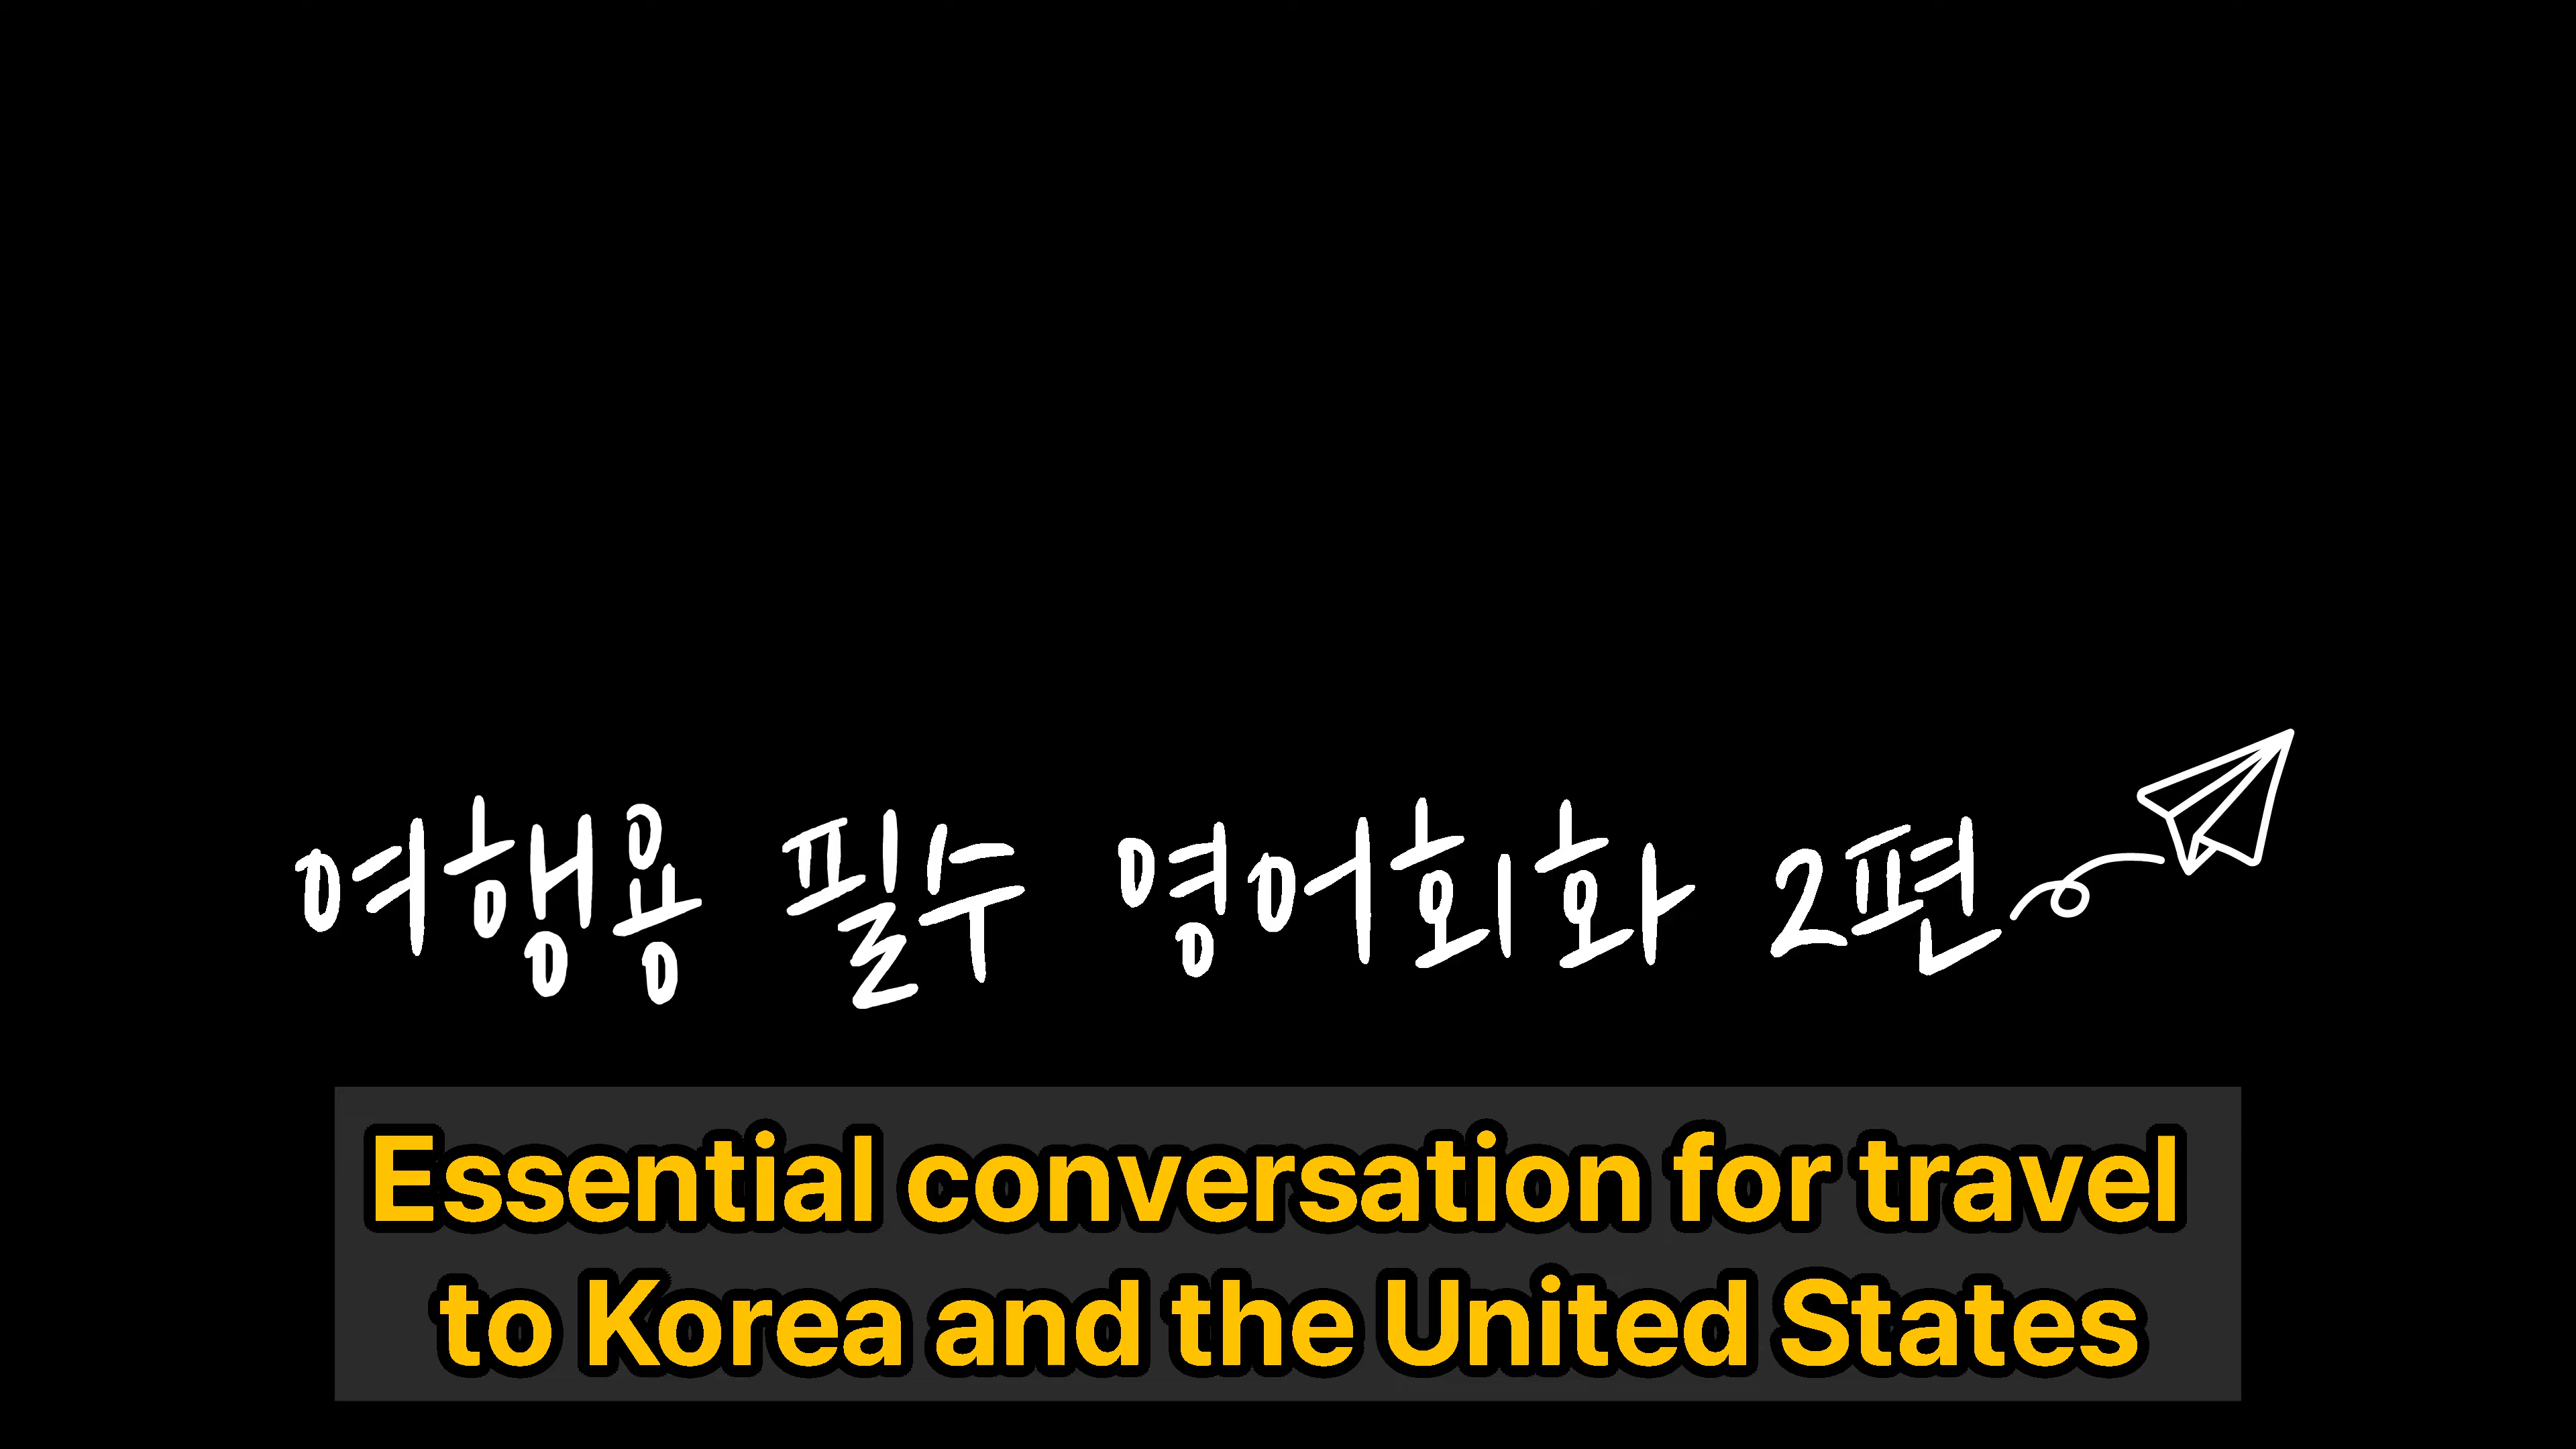 여행용 필수 영어회화 2편
Essential conversation for travel
to Korea and the United States